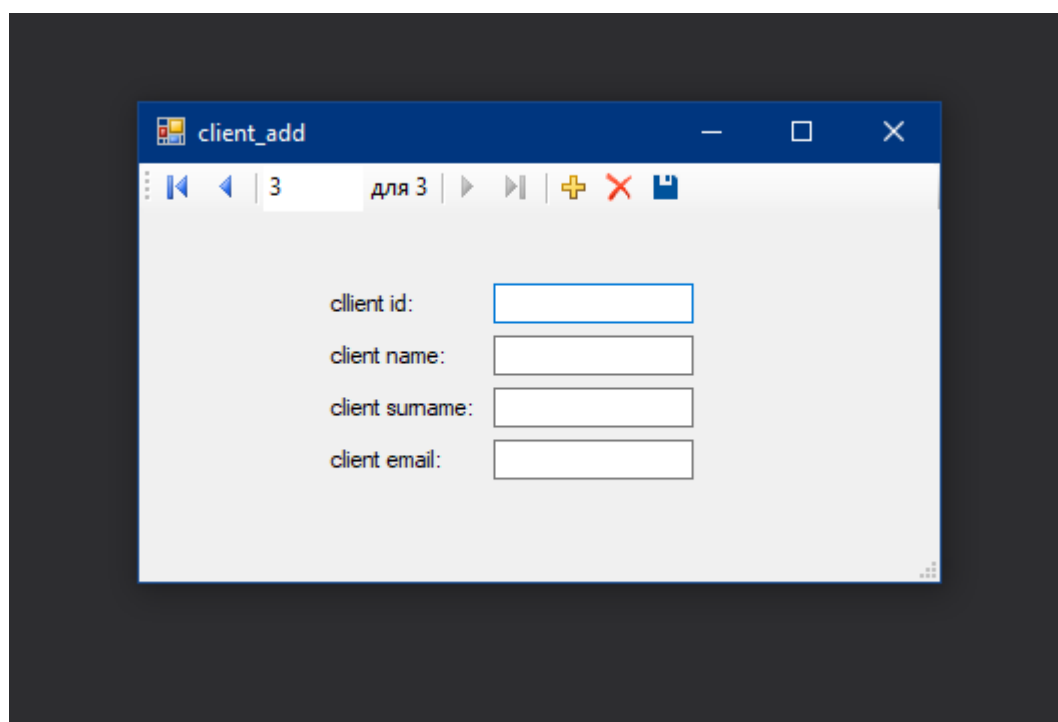 client_add
3 для 3
cllient id:
client name:
client surname:
client email: